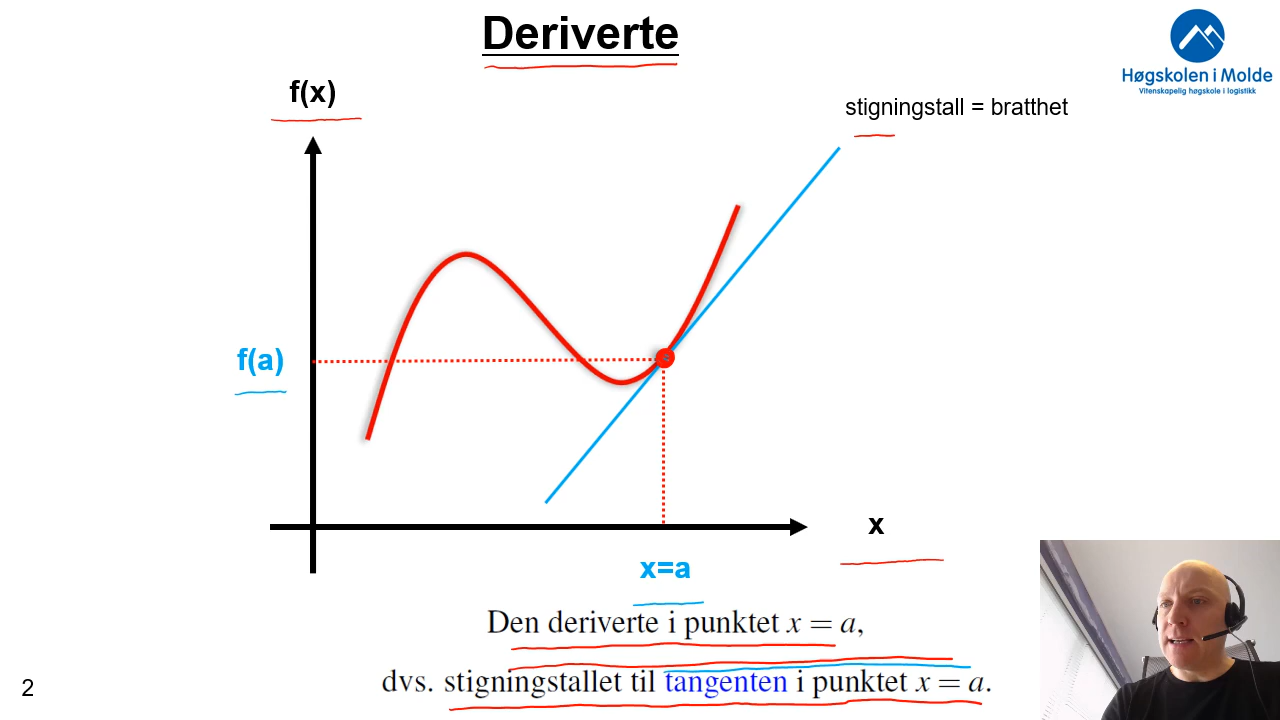 Deriverte
Høgskolen i Molde
Vitenskapelig høgskole i logistikk
f(x)
stigningstall = bratthet
f(a)
x
x=a
Den deriverte i punktet x = a,
dvs. stigningstallet til tangenten i punktet x = a.
2